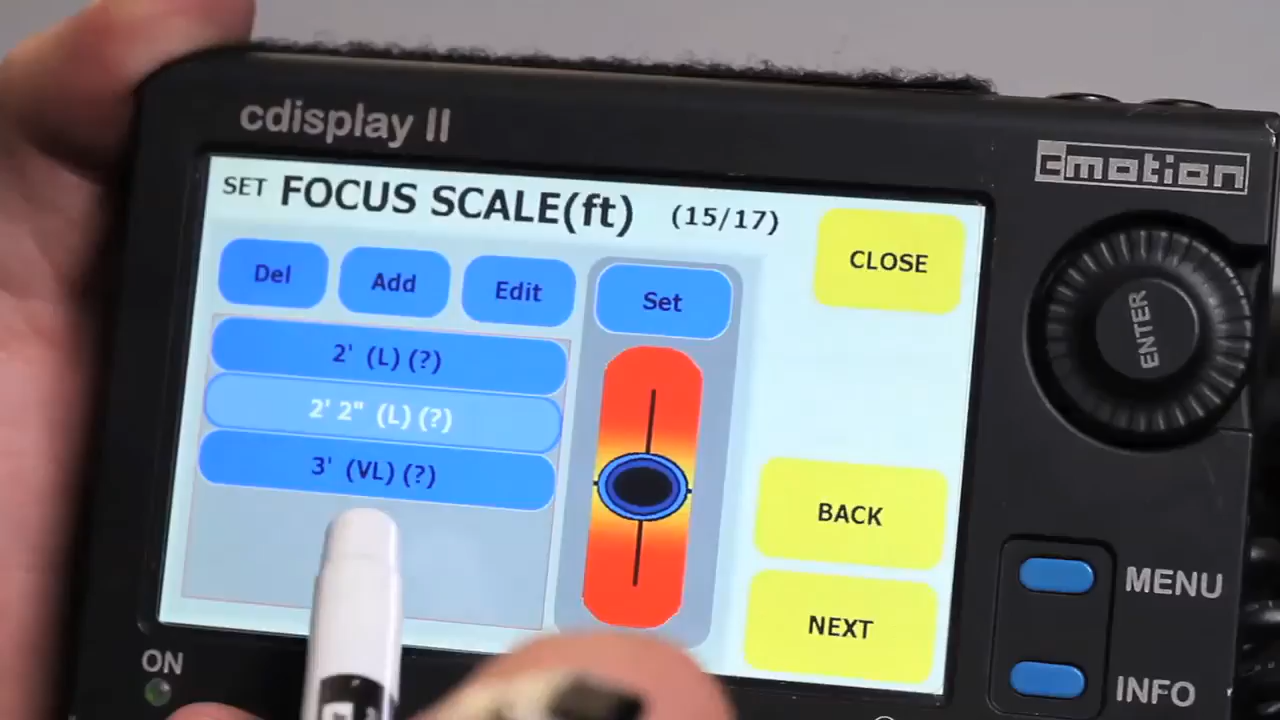 cdisplay II
cmotion
SET FOCUS SCALE(ft) (15/17)
CLOSE
Del
Add
Edit
Set
2' (L) (?)
2' 2" (L) (?)
3' (VL) (?)
BACK
NEXT
ENTER
MENU
INFO
ON